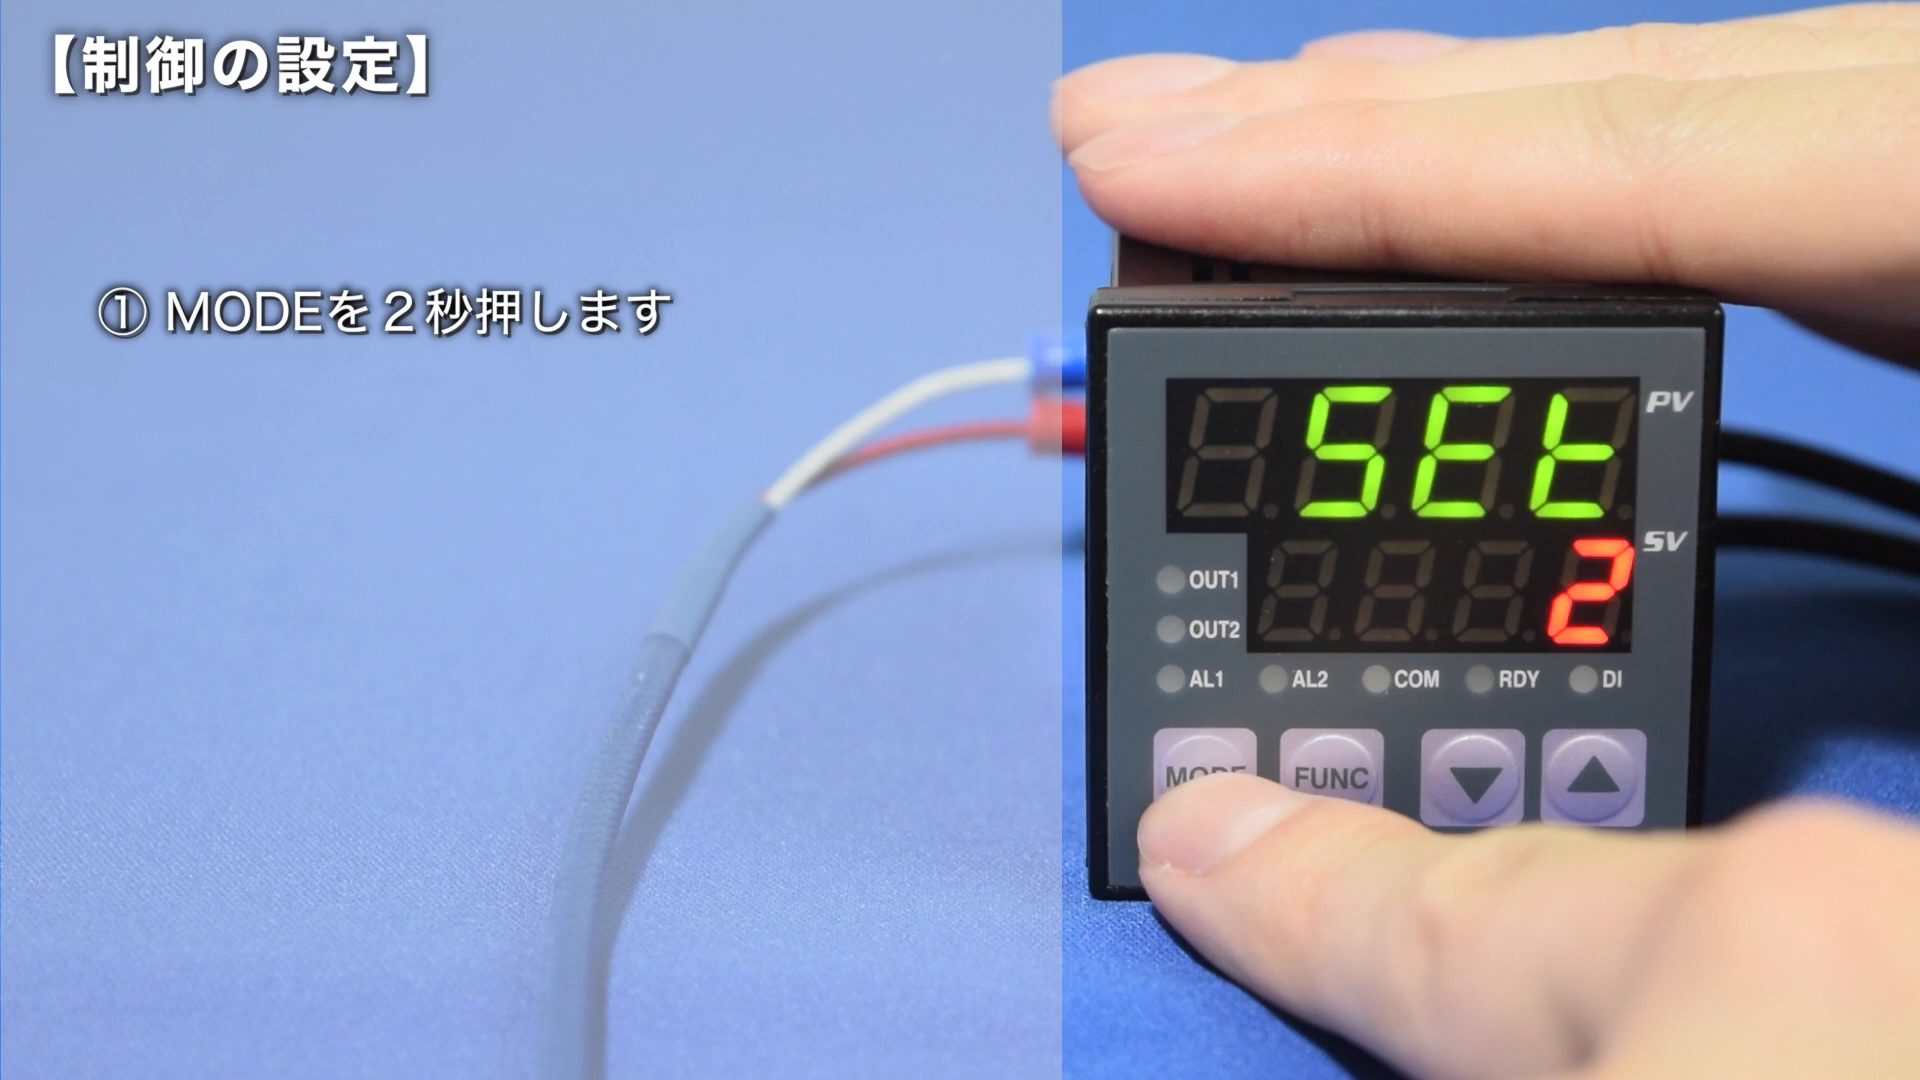 【制御の設定】
① MODEを２秒押します
SEt
PV
2
SV
OUT1
OUT2
AL1 AL2 COM RDY DI
MODE FUNC ▼ ▲